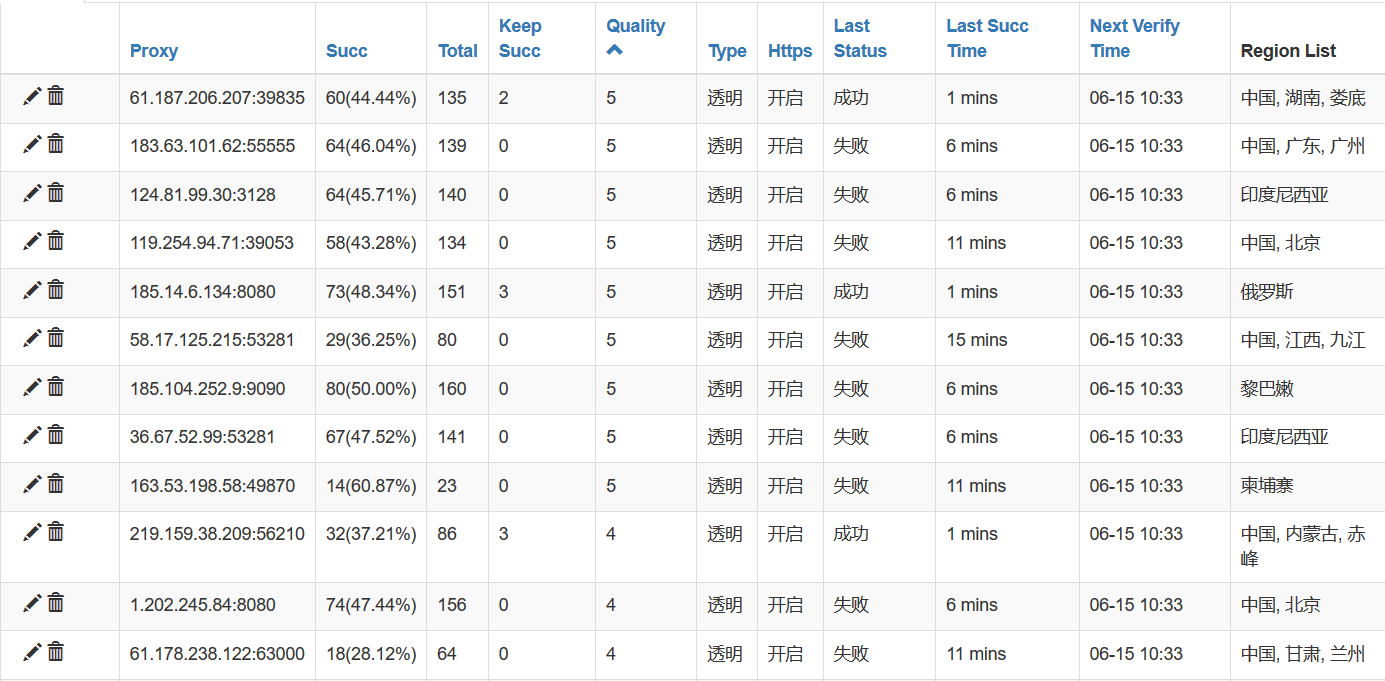 Proxy Succ Total Keep Succ Quality Type Https Last Status Last Succ Time Next Verify Time Region List
61.187.206.207:39835 60(44.44%) 135 2 5 透明 开启 成功 1 mins 06-15 10:33 中国, 湖南, 娄底
183.63.101.62:55555 64(46.04%) 139 0 5 透明 开启 失败 6 mins 06-15 10:33 中国, 广东, 广州
124.81.99.30:3128 64(45.71%) 140 0 5 透明 开启 失败 6 mins 06-15 10:33 印度尼西亚
119.254.94.71:39053 58(43.28%) 134 0 5 透明 开启 失败 11 mins 06-15 10:33 中国, 北京
185.14.6.134:8080 73(48.34%) 151 3 5 透明 开启 成功 1 mins 06-15 10:33 俄罗斯
58.17.125.215:53281 29(36.25%) 80 0 5 透明 开启 失败 15 mins 06-15 10:33 中国, 江西, 九江
185.104.252.9:9090 80(50.00%) 160 0 5 透明 开启 失败 6 mins 06-15 10:33 黎巴嫩
36.67.52.99:53281 67(47.52%) 141 0 5 透明 开启 失败 6 mins 06-15 10:33 印度尼西亚
163.53.198.58:49870 14(60.87%) 23 0 5 透明 开启 失败 11 mins 06-15 10:33 柬埔寨
219.159.38.209:56210 32(37.21%) 86 3 4 透明 开启 成功 1 mins 06-15 10:33 中国, 内蒙古, 赤
峰
1.202.245.84:8080 74(47.44%) 156 0 4 透明 开启 失败 6 mins 06-15 10:33 中国, 北京
61.178.238.122:63000 18(28.12%) 64 0 4 透明 开启 失败 11 mins 06-15 10:33 中国, 甘肃, 兰州